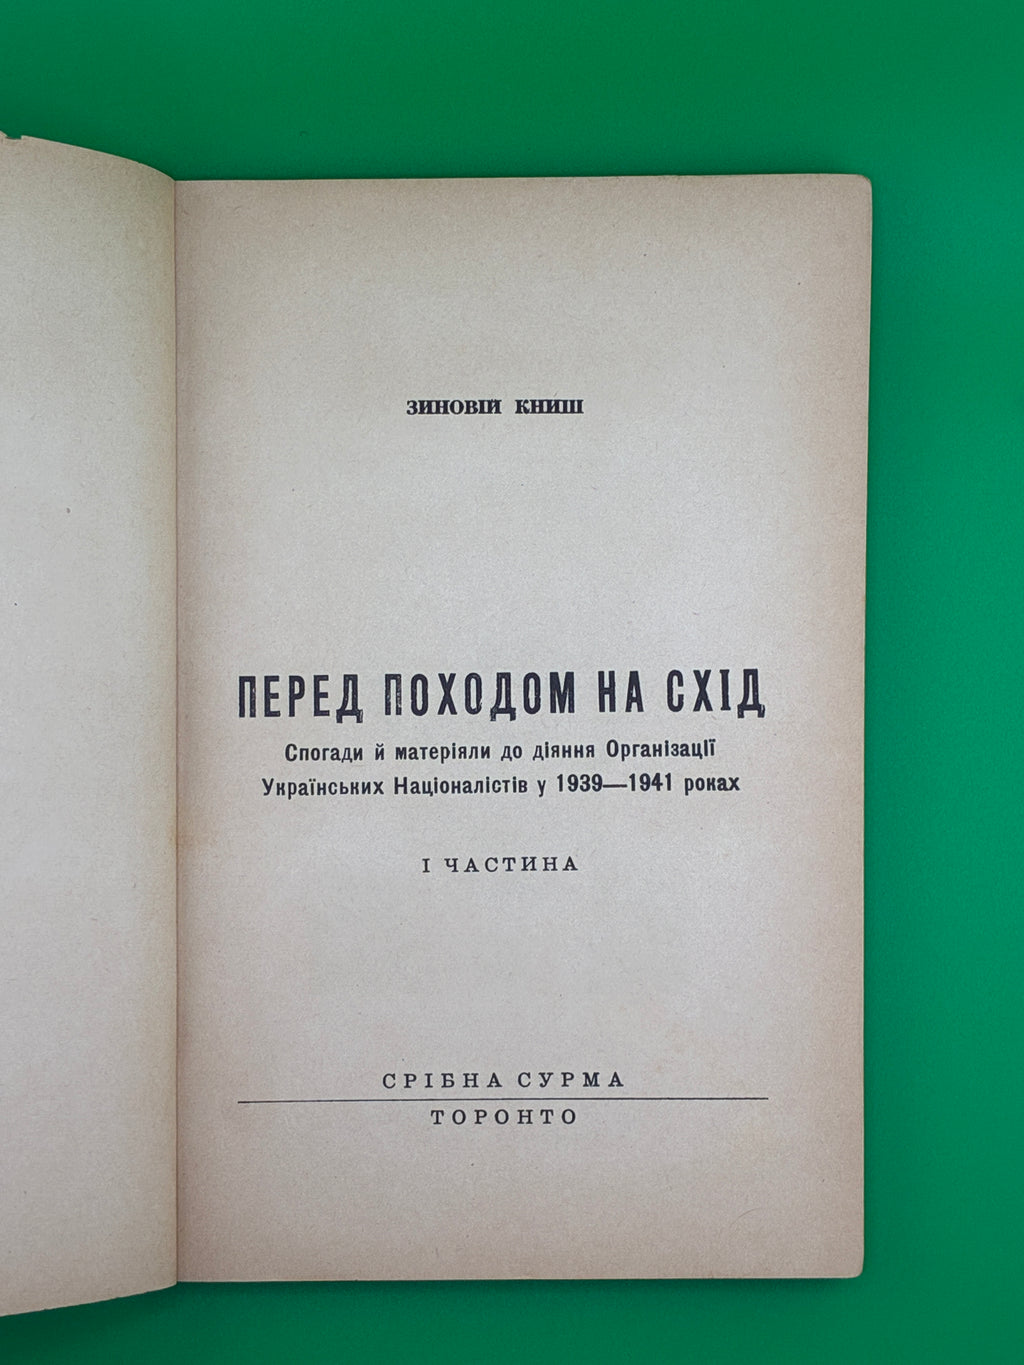 ЗИНОВІЙ КНИШ
ПЕРЕД ПОХОДОМ НА СХІД
Спогади й матеріяли до діяння Організації
Українських Націоналістів у 1939—1941 роках
І ЧАСТИНА
СРІБНА СУРМА
ТОРОНТО